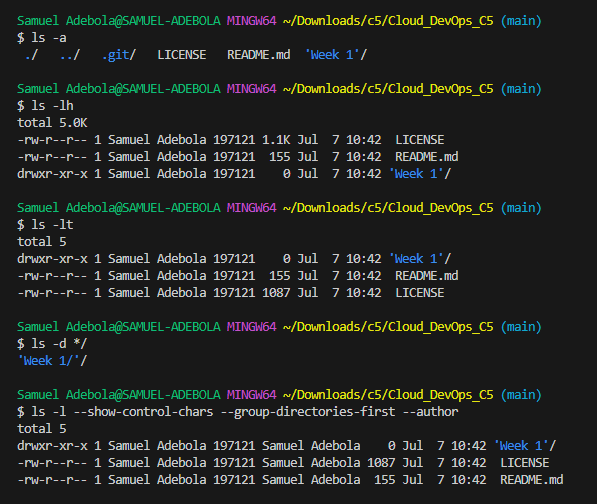 Samuel Adebola@SAMUEL-ADEBOLA MINGW64 ~/Downloads/c5/Cloud_DevOps_C5 (main)
$ ls -a
 ./   ../   .git/   LICENSE   README.md  'Week 1'/

Samuel Adebola@SAMUEL-ADEBOLA MINGW64 ~/Downloads/c5/Cloud_DevOps_C5 (main)
$ ls -lh
total 5.0K
-rw-r--r-- 1 Samuel Adebola 197121 1.1K Jul  7 10:42  LICENSE
-rw-r--r-- 1 Samuel Adebola 197121  155 Jul  7 10:42  README.md
drwxr-xr-x 1 Samuel Adebola 197121    0 Jul  7 10:42 'Week 1'/

Samuel Adebola@SAMUEL-ADEBOLA MINGW64 ~/Downloads/c5/Cloud_DevOps_C5 (main)
$ ls -lt
total 5
drwxr-xr-x 1 Samuel Adebola 197121    0 Jul  7 10:42 'Week 1'/
-rw-r--r-- 1 Samuel Adebola 197121  155 Jul  7 10:42  README.md
-rw-r--r-- 1 Samuel Adebola 197121 1087 Jul  7 10:42  LICENSE

Samuel Adebola@SAMUEL-ADEBOLA MINGW64 ~/Downloads/c5/Cloud_DevOps_C5 (main)
$ ls -d */
'Week 1/'/

Samuel Adebola@SAMUEL-ADEBOLA MINGW64 ~/Downloads/c5/Cloud_DevOps_C5 (main)
$ ls -l --show-control-chars --group-directories-first --author
total 5
drwxr-xr-x 1 Samuel Adebola 197121 Samuel Adebola    0 Jul  7 10:42 'Week 1'/
-rw-r--r-- 1 Samuel Adebola 197121 Samuel Adebola 1087 Jul  7 10:42  LICENSE
-rw-r--r-- 1 Samuel Adebola 197121 Samuel Adebola  155 Jul  7 10:42  README.md